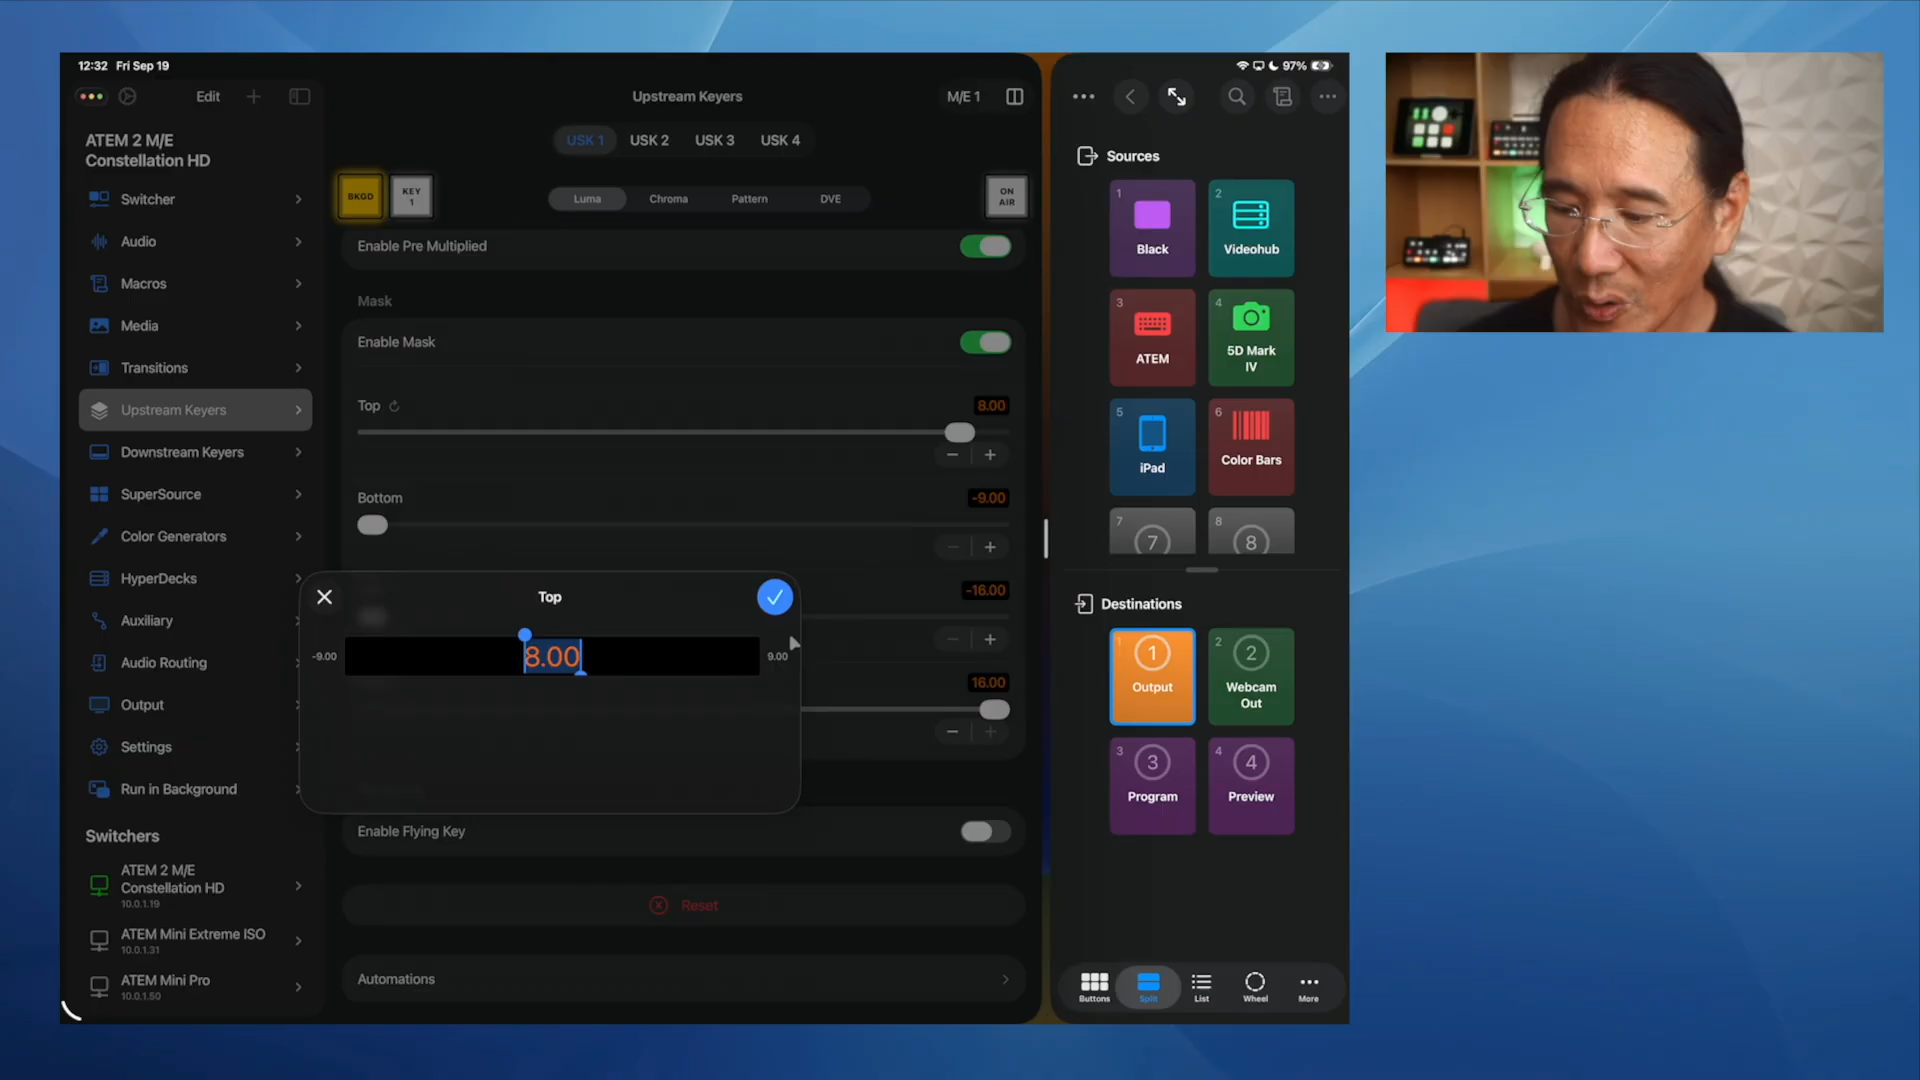 12:32 Fri Sep 19
97%
Edit
Upstream Keyers
M/E 1
ATEM 2 M/E
Constellation HD
Switcher
Audio
Macros
Media
Transitions
Upstream Keyers
Downstream Keyers
SuperSource
Color Generators
HyperDecks
Auxiliary
Audio Routing
Output
Settings
Run in Background
Switchers
ATEM 2 M/E
Constellation HD
10.0.1.19
ATEM Mini Extreme ISO
10.0.1.31
ATEM Mini Pro
10.0.1.50
USK 1
USK 2
USK 3
USK 4
BKGD
KEY
1
Luma
Chroma
Pattern
DVE
ON
AIR
Enable Pre Multiplied
Mask
Enable Mask
Top
8.00
Bottom
-9.00
-16.00
16.00
Top
-9.00
8.00
9.00
Enable Flying Key
Reset
Automations
Sources
1
Black
2
Videohub
3
ATEM
4
5D Mark
IV
5
iPad
6
Color Bars
7
7
8
8
Destinations
1
1
Output
2
2
Webcam
Out
3
3
Program
4
4
Preview
Buttons
Split
List
Wheel
More